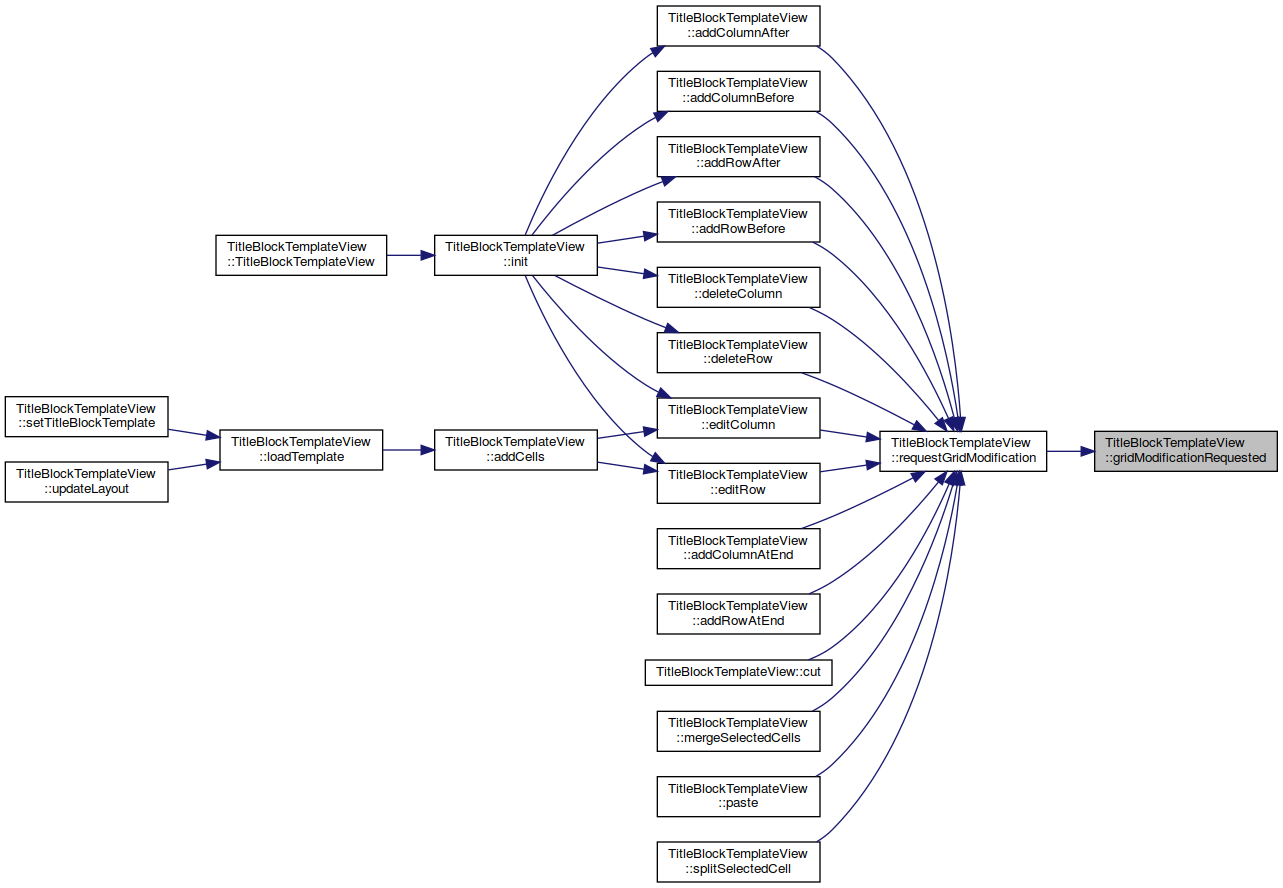 TitleBlockTemplateView
::addColumnAfter
TitleBlockTemplateView
::addColumnBefore
TitleBlockTemplateView
::addRowAfter
TitleBlockTemplateView
::addRowBefore
TitleBlockTemplateView
::TitleBlockTemplateView
TitleBlockTemplateView
::init
TitleBlockTemplateView
::deleteColumn
TitleBlockTemplateView
::deleteRow
TitleBlockTemplateView
::setTitleBlockTemplate
TitleBlockTemplateView
::editColumn
TitleBlockTemplateView
::loadTemplate
TitleBlockTemplateView
::addCells
TitleBlockTemplateView
::requestGridModification
TitleBlockTemplateView
::gridModificationRequested
TitleBlockTemplateView
::updateLayout
TitleBlockTemplateView
::editRow
TitleBlockTemplateView
::addColumnAtEnd
TitleBlockTemplateView
::addRowAtEnd
TitleBlockTemplateView::cut
TitleBlockTemplateView
::mergeSelectedCells
TitleBlockTemplateView
::paste
TitleBlockTemplateView
::splitSelectedCell